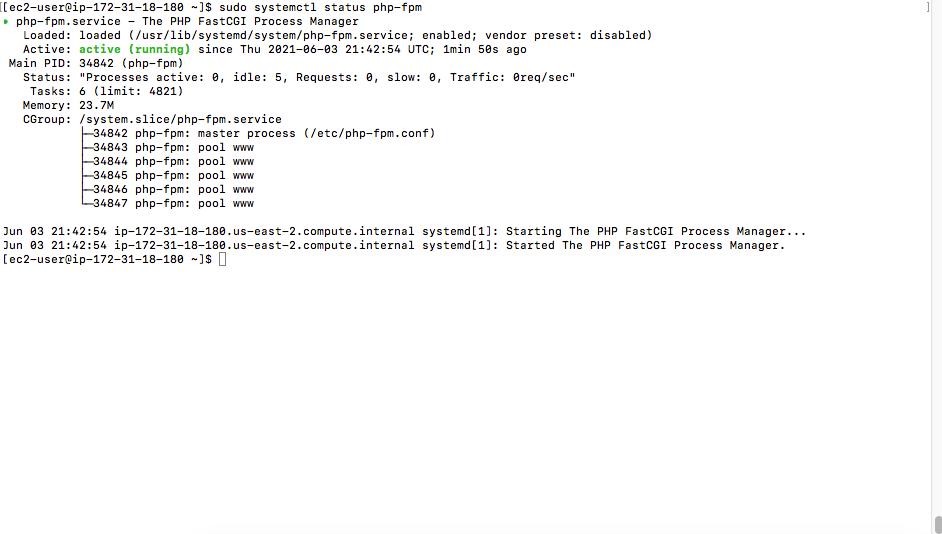 [[ec2-user@ip-172-31-18-180 ~]$ sudo systemctl status php-fpm ]
● php-fpm.service - The PHP FastCGI Process Manager
   Loaded: loaded (/usr/lib/systemd/system/php-fpm.service; enabled; vendor preset: disabled)
   Active: active (running) since Thu 2021-06-03 21:42:54 UTC; 1min 50s ago
 Main PID: 34842 (php-fpm)
   Status: "Processes active: 0, idle: 5, Requests: 0, slow: 0, Traffic: 0req/sec"
    Tasks: 6 (limit: 4821)
   Memory: 23.7M
   CGroup: /system.slice/php-fpm.service
           ├─34842 php-fpm: master process (/etc/php-fpm.conf)
           ├─34843 php-fpm: pool www
           ├─34844 php-fpm: pool www
           ├─34845 php-fpm: pool www
           ├─34846 php-fpm: pool www
           └─34847 php-fpm: pool www

Jun 03 21:42:54 ip-172-31-18-180.us-east-2.compute.internal systemd[1]: Starting The PHP FastCGI Process Manager...
Jun 03 21:42:54 ip-172-31-18-180.us-east-2.compute.internal systemd[1]: Started The PHP FastCGI Process Manager.
[ec2-user@ip-172-31-18-180 ~]$